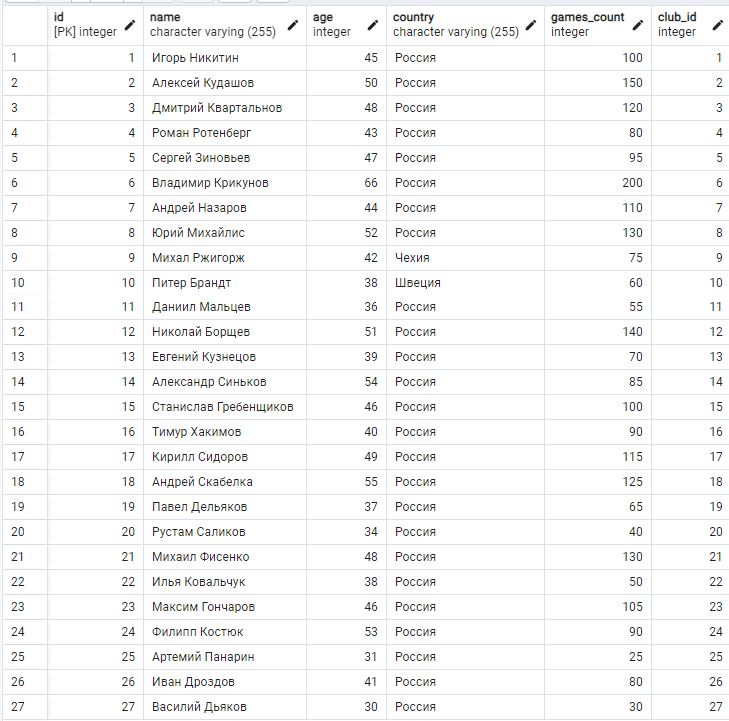 id name age country games_count club_id
[PK] integer character varying (255) integer character varying (255) integer integer
1 1 Игорь Никитин 45 Россия 100 1
2 2 Алексей Кудашов 50 Россия 150 2
3 3 Дмитрий Квартальнов 48 Россия 120 3
4 4 Роман Ротенберг 43 Россия 80 4
5 5 Сергей Зиновьев 47 Россия 95 5
6 6 Владимир Крикунов 66 Россия 200 6
7 7 Андрей Назаров 44 Россия 110 7
8 8 Юрий Михайлис 52 Россия 130 8
9 9 Михал Ржигорж 42 Чехия 75 9
10 10 Питер Брандт 38 Швеция 60 10
11 11 Даниил Мальцев 36 Россия 55 11
12 12 Николай Борщев 51 Россия 140 12
13 13 Евгений Кузнецов 39 Россия 70 13
14 14 Александр Синьков 54 Россия 85 14
15 15 Станислав Гребенщиков 46 Россия 100 15
16 16 Тимур Хакимов 40 Россия 90 16
17 17 Кирилл Сидоров 49 Россия 115 17
18 18 Андрей Скабелка 55 Россия 125 18
19 19 Павел Дельяков 37 Россия 65 19
20 20 Рустам Саликов 34 Россия 40 20
21 21 Михаил Фисенко 48 Россия 130 21
22 22 Илья Ковальчук 38 Россия 50 22
23 23 Максим Гончаров 46 Россия 105 23
24 24 Филипп Костюк 53 Россия 90 24
25 25 Артемий Панарин 31 Россия 25 25
26 26 Иван Дроздов 41 Россия 80 26
27 27 Василий Дьяков 30 Россия 30 27